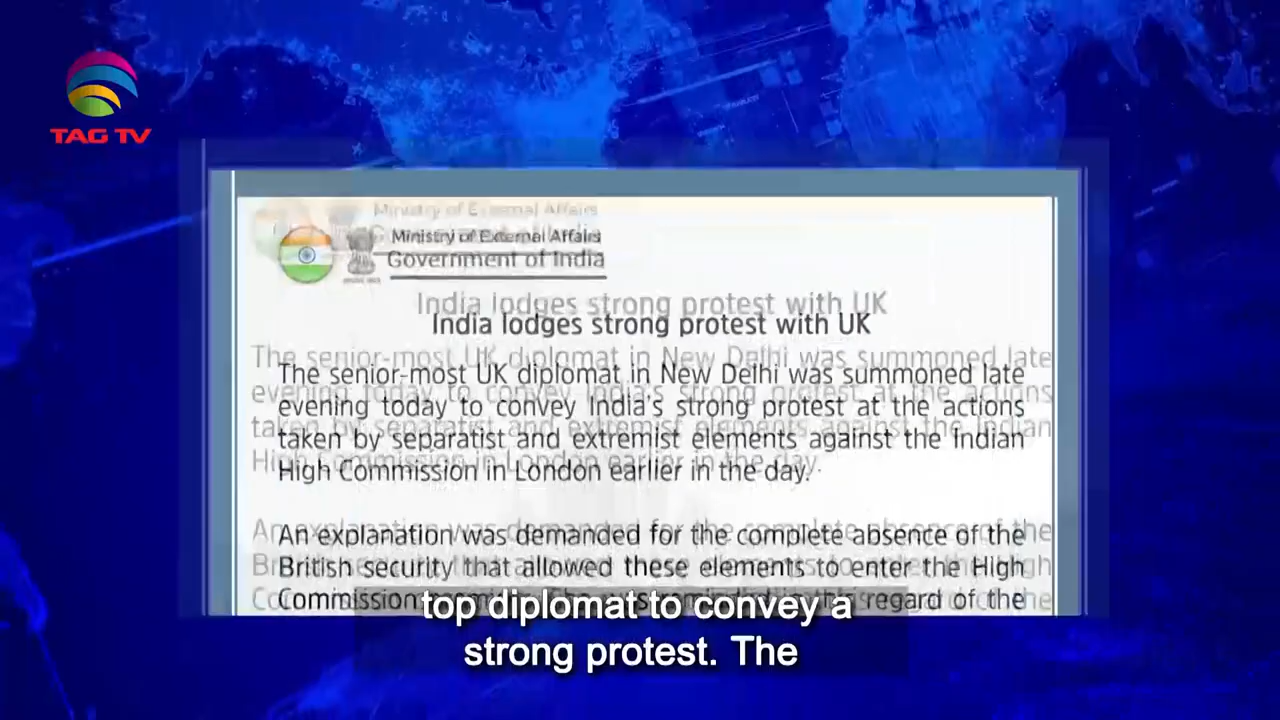 TAG TV
Ministry of External Affairs
Government of India
India lodges strong protest with UK
The senior-most UK diplomat in New Delhi was summoned late
evening today to convey India's strong protest at the actions
taken by separatist and extremist elements against the Indian
High Commission in London earlier in the day.
An explanation was demanded for the complete absence of the
British security that allowed these elements to enter the High
Commission regard of the
top diplomat to convey a
strong protest. The